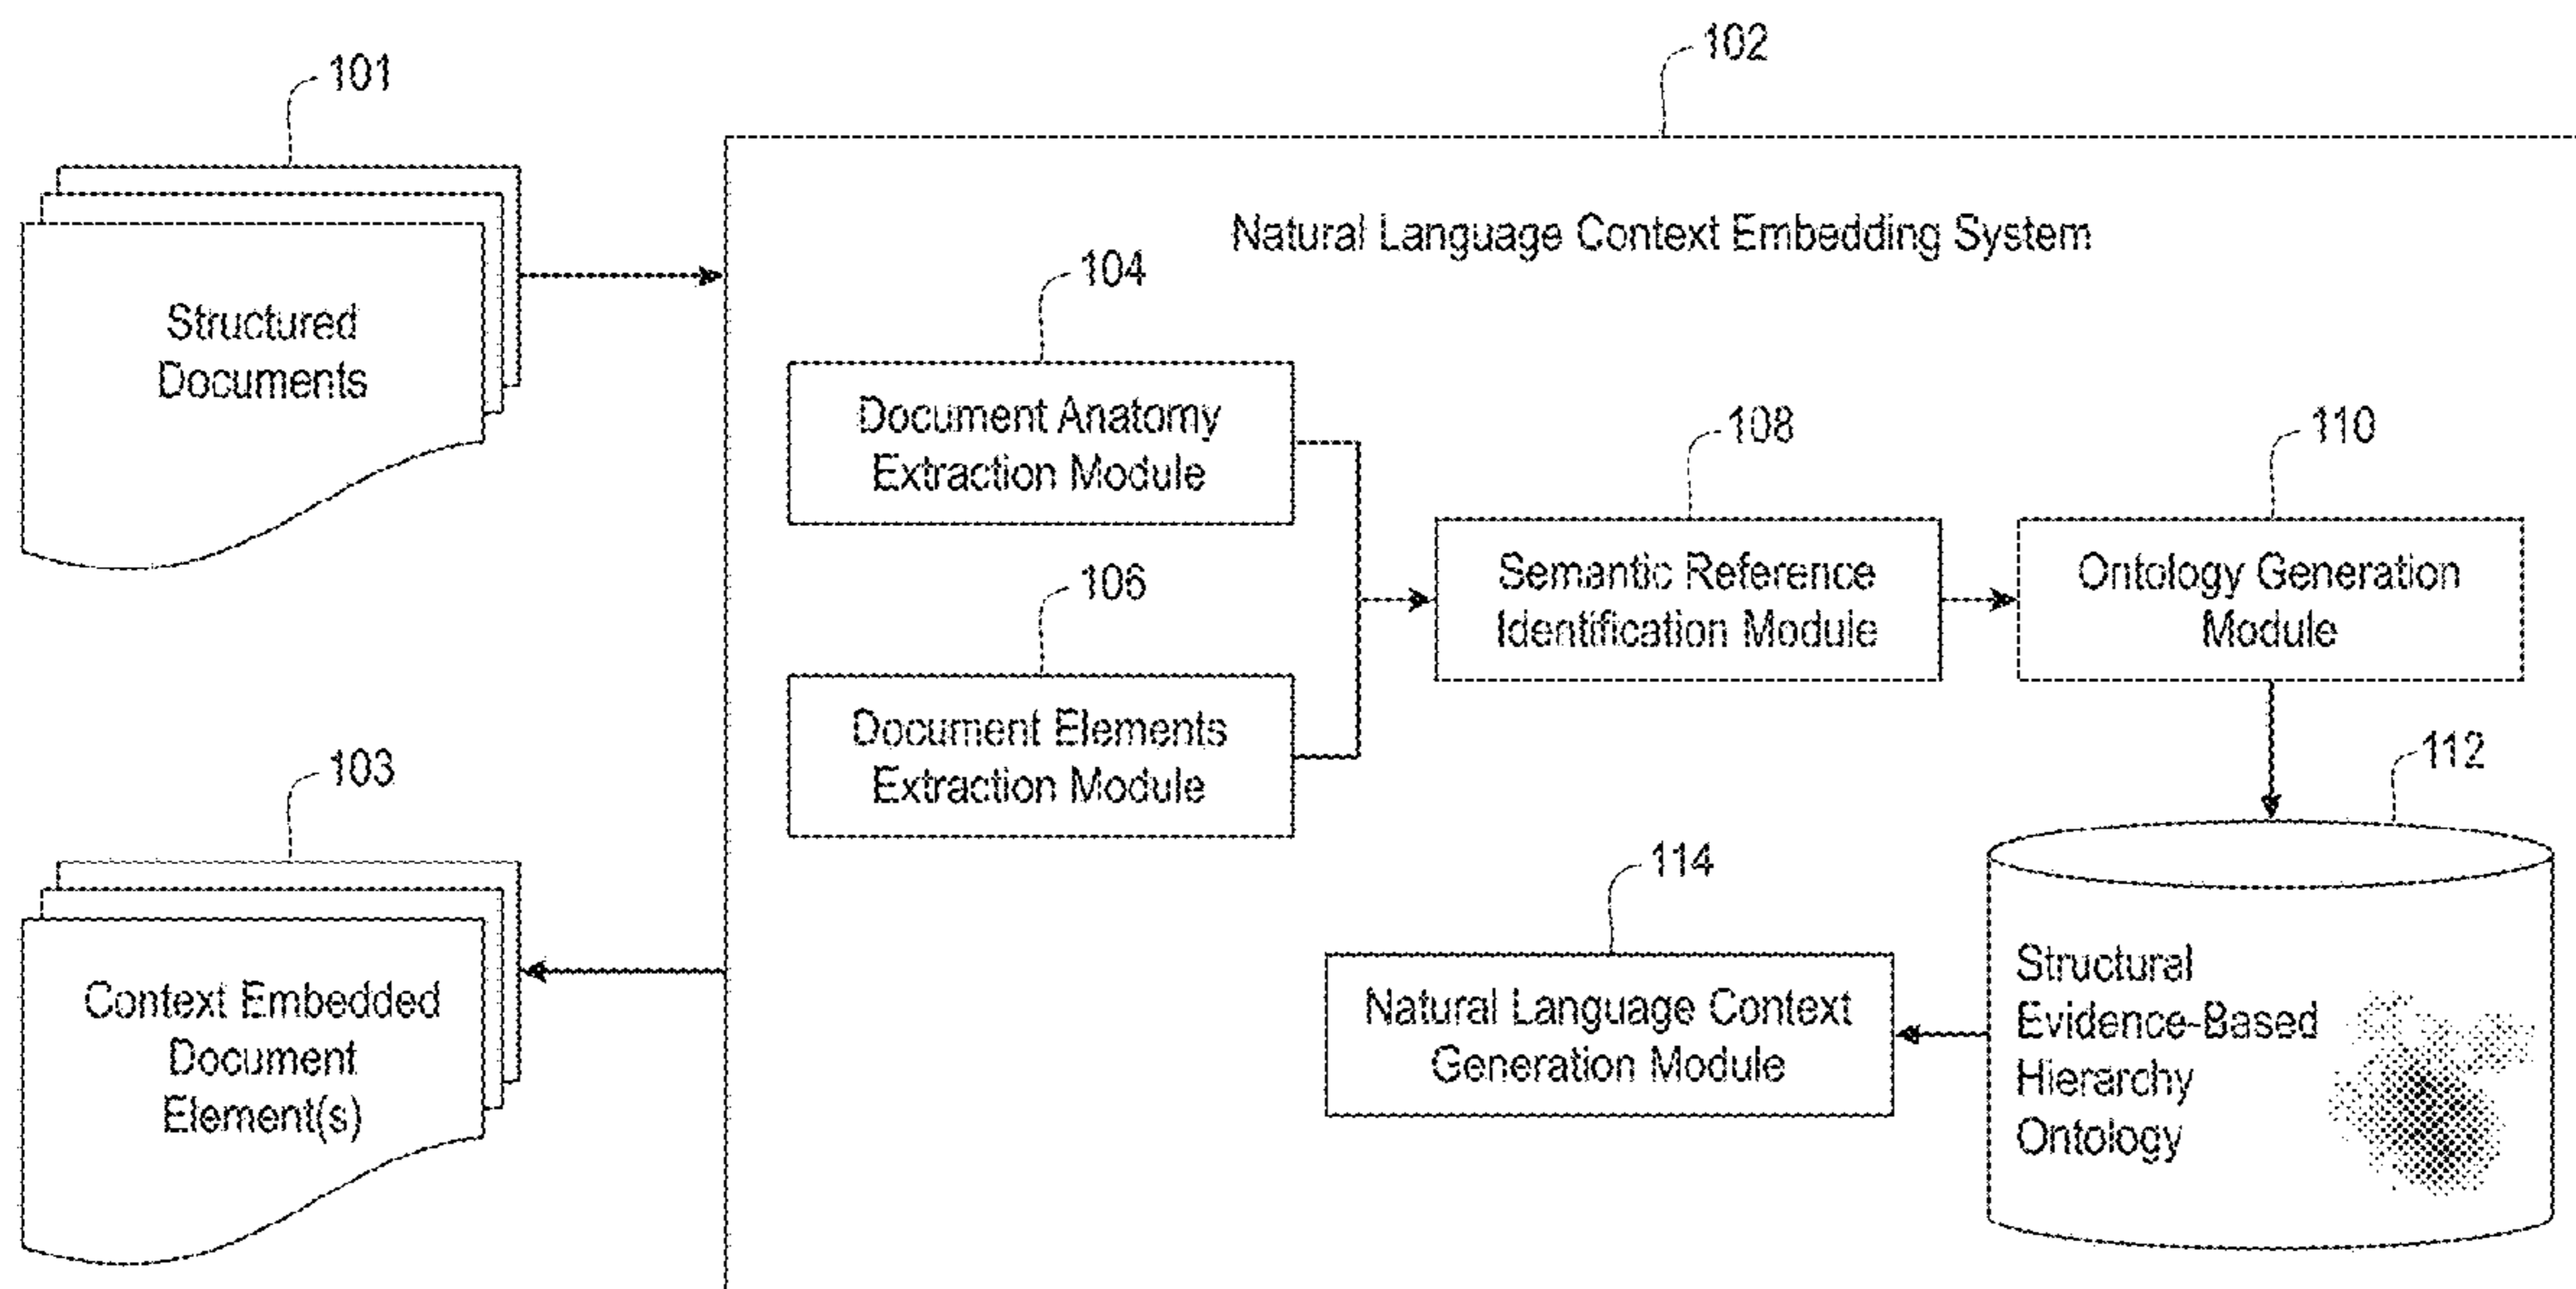 102
101
Natural Language Context Embedding System
104
Structured
Documents
Document Anatomy
Extraction Module
108
110
106
Semantic Reference
Identification Module
Ontology Generation
Module
Document Elements
Extraction Module
103
112
114
Context Embedded
Document
Element(s)
Natural Language Context
Generation Module
Structural
Evidence-Based
Hierarchy
Ontology